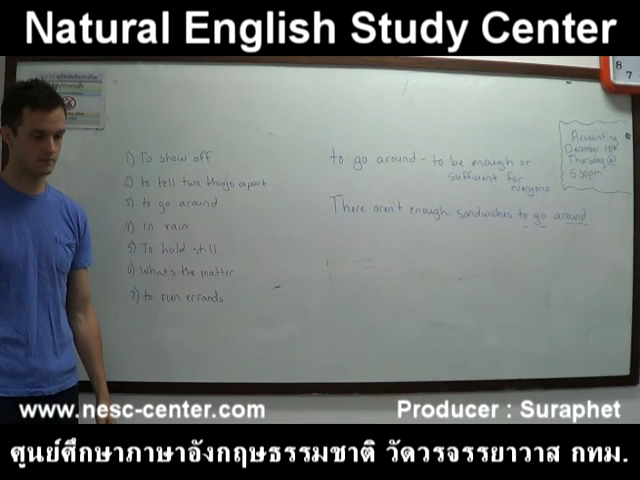 Natural English Study Center
8
7
1) To show off
2) to tell two things apart
3) to go around
4) In rain
5) To hold still
6) What's the matter
7) to run errands
to go around - to be enough or
sufficient for
everyone
There aren't enough sandwiches to go around
Accounting
December 18th
Thursday @
5:30pm
www.nesc-center.com
Producer : Suraphet
ศูนย์ศึกษาภาษาอังกฤษธรรมชาติ วัดวรจรรยาวาส กทม.